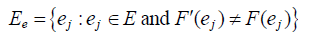 E_e = {e_j : e_j ∈ E and F′(e_j) ≠ F(e_j)}